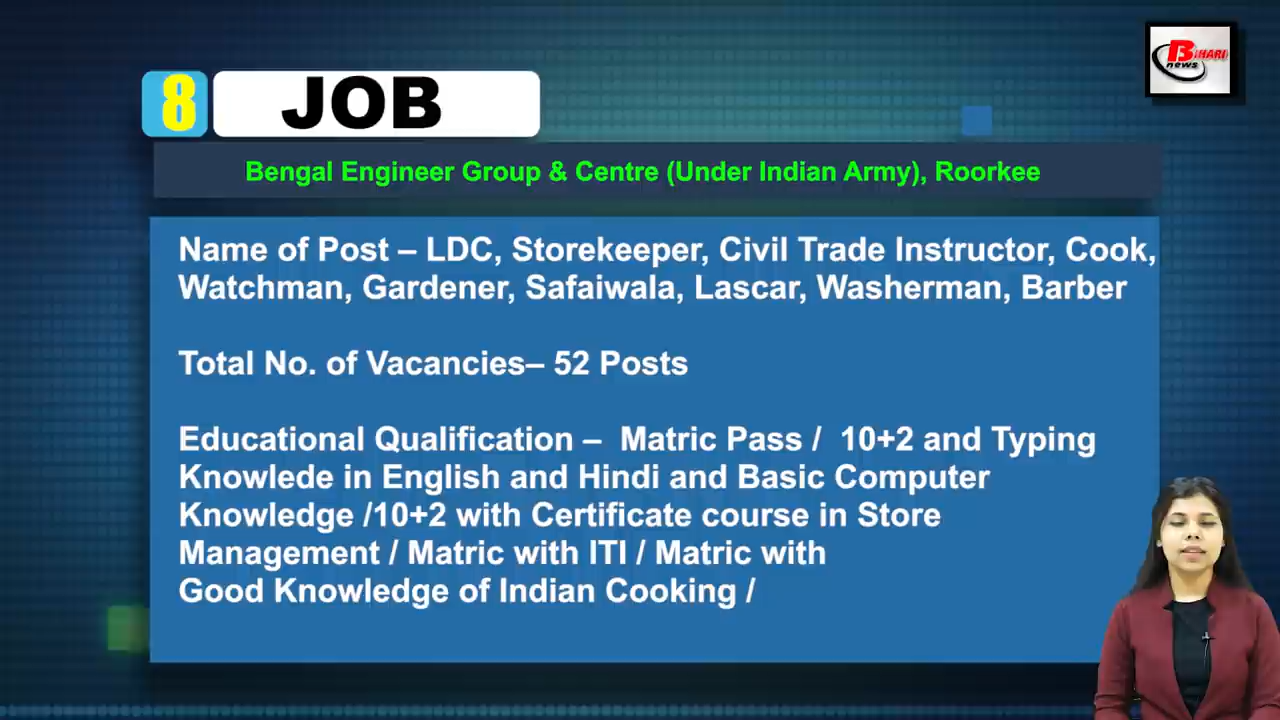 BIHARI
news
8 JOB
Bengal Engineer Group & Centre (Under Indian Army), Roorkee
Name of Post – LDC, Storekeeper, Civil Trade Instructor, Cook,
Watchman, Gardener, Safaiwala, Lascar, Washerman, Barber
Total No. of Vacancies– 52 Posts
Educational Qualification – Matric Pass / 10+2 and Typing
Knowlede in English and Hindi and Basic Computer
Knowledge /10+2 with Certificate course in Store
Management / Matric with ITI / Matric with
Good Knowledge of Indian Cooking /